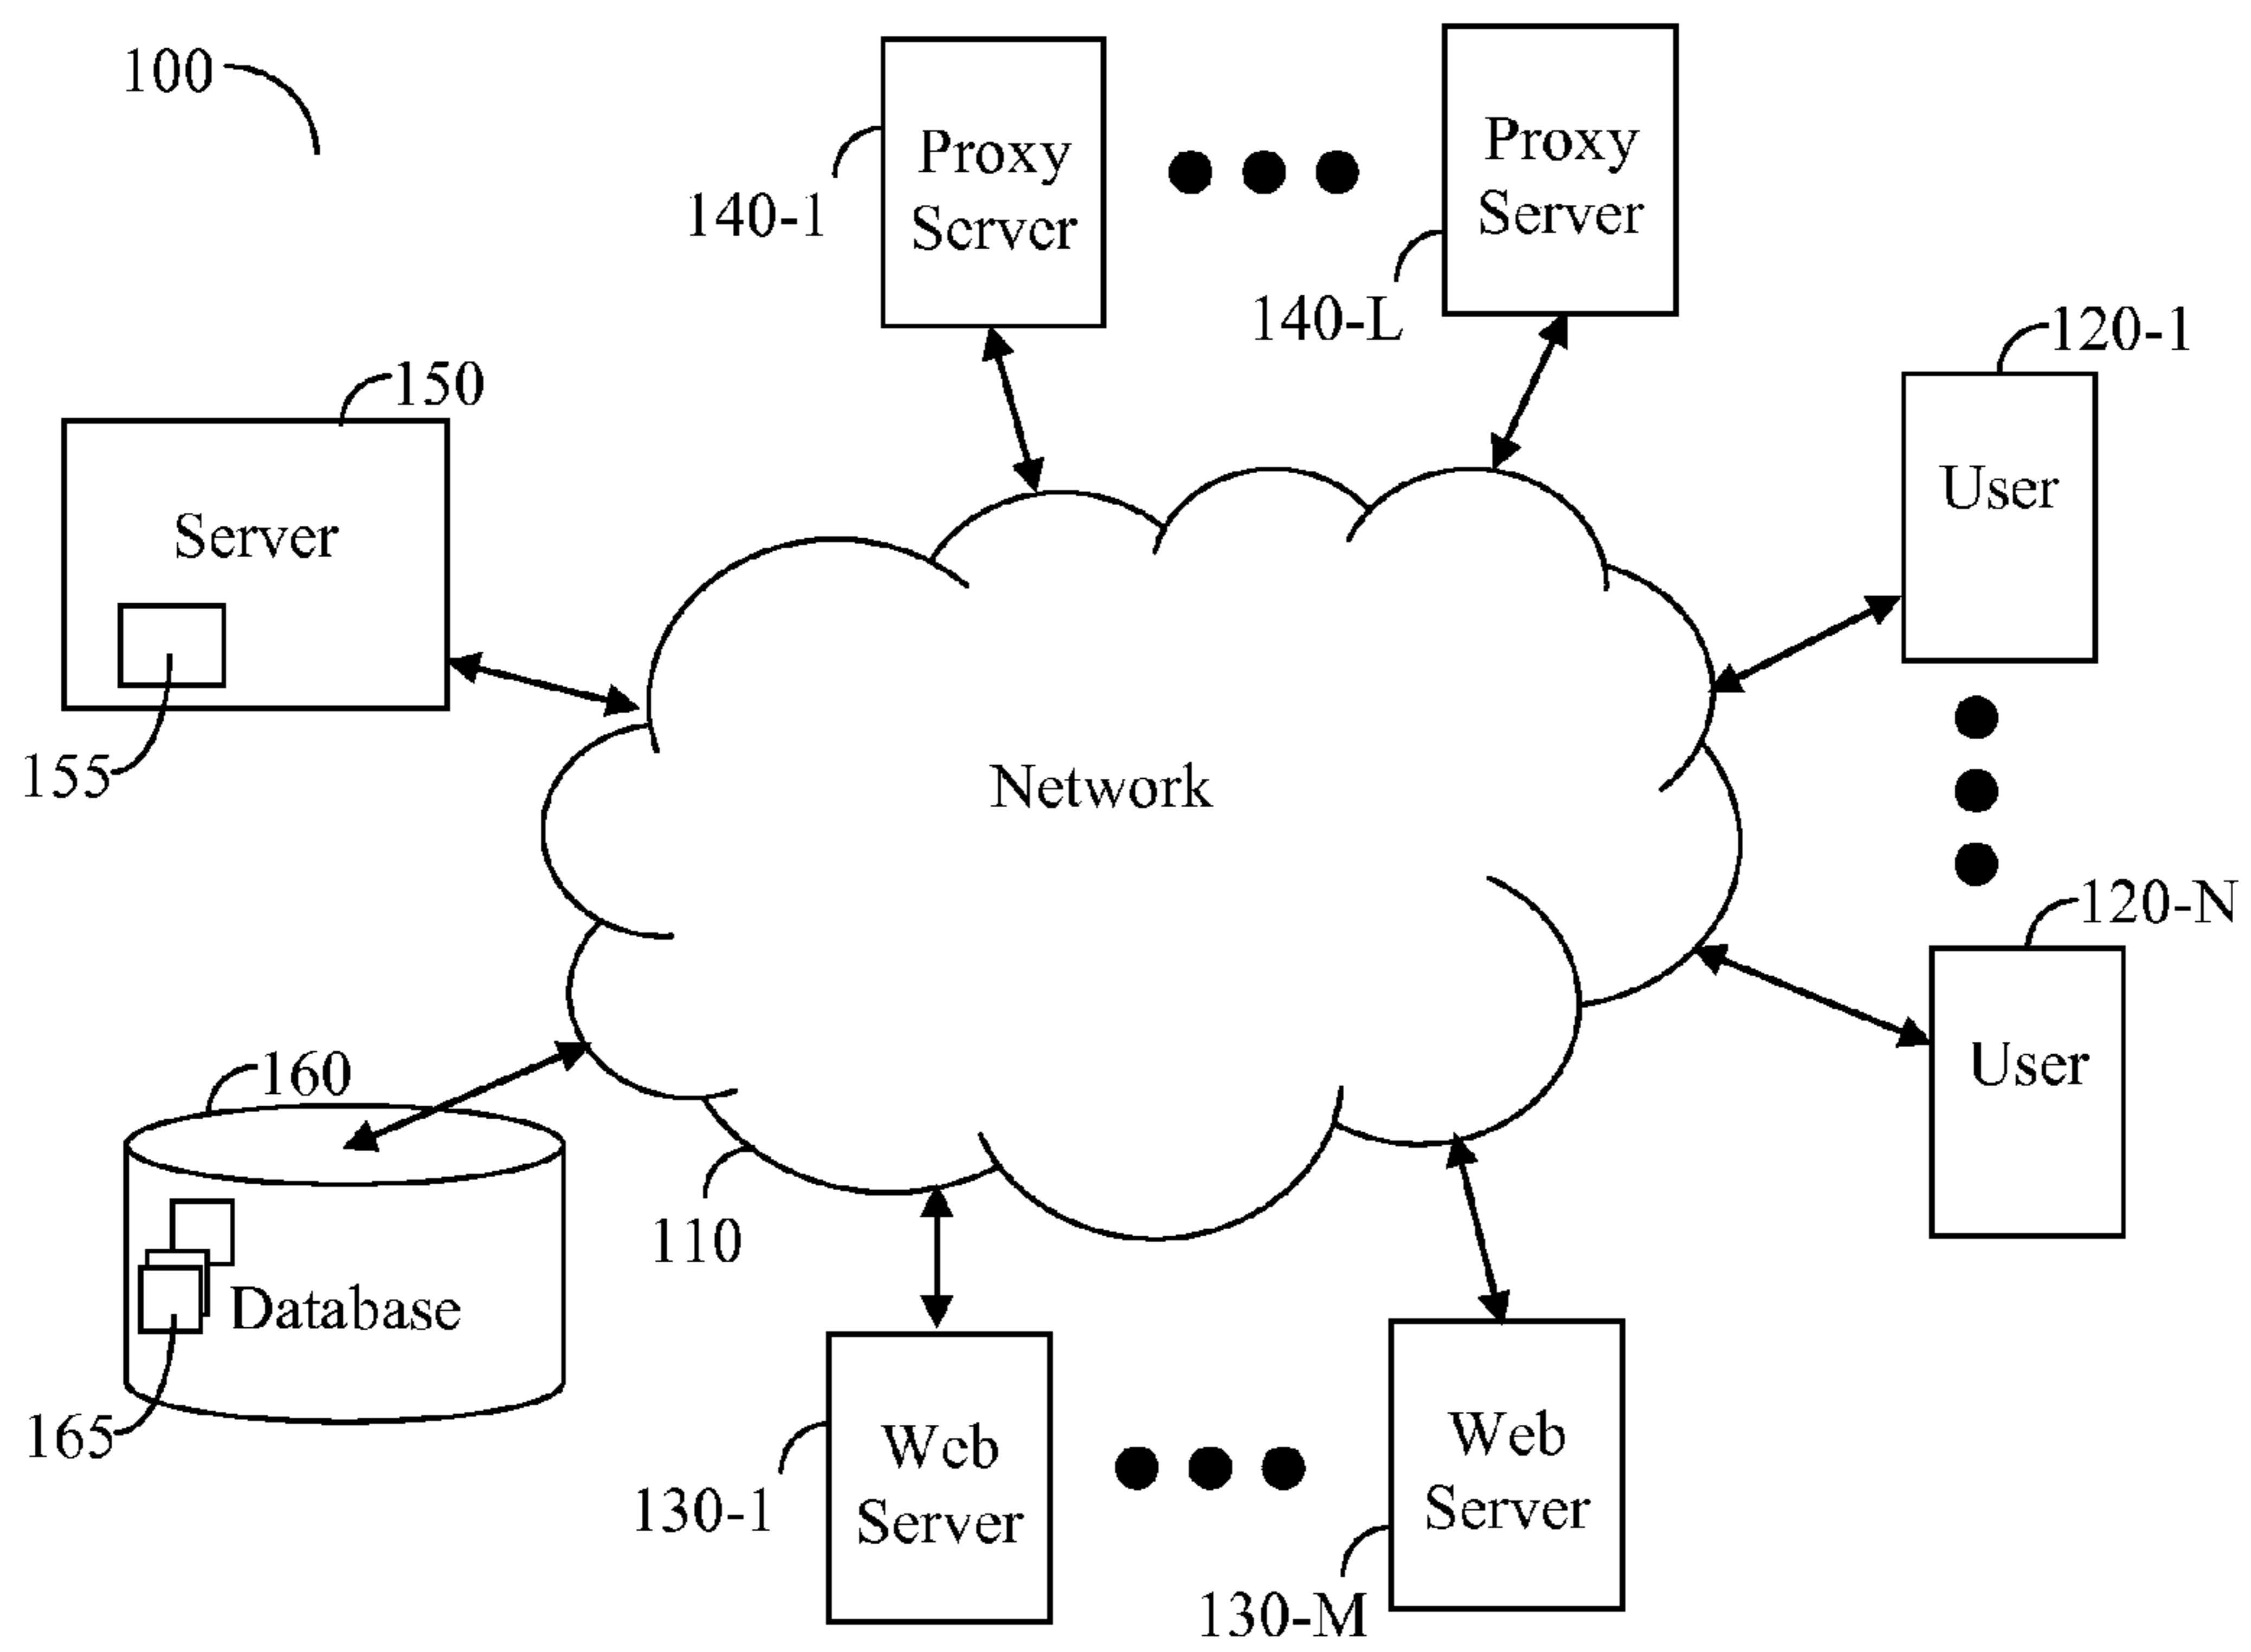 100
Proxy
Server
140-1
Proxy
Server
140-L
120-1
User
150
Server
155
Network
120-N
User
160
Database
165
110
Web
Server
130-1
Web
Server
130-M